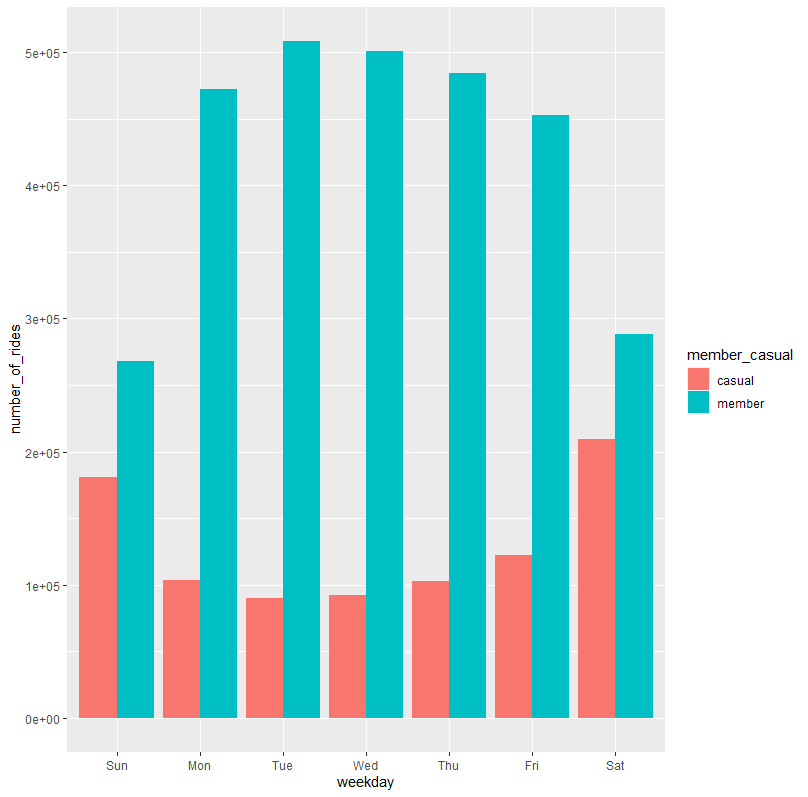 5e+05
4e+05
3e+05
2e+05
1e+05
0e+00
number_of_rides
Sun Mon Tue Wed Thu Fri Sat
weekday
member_casual
casual
member